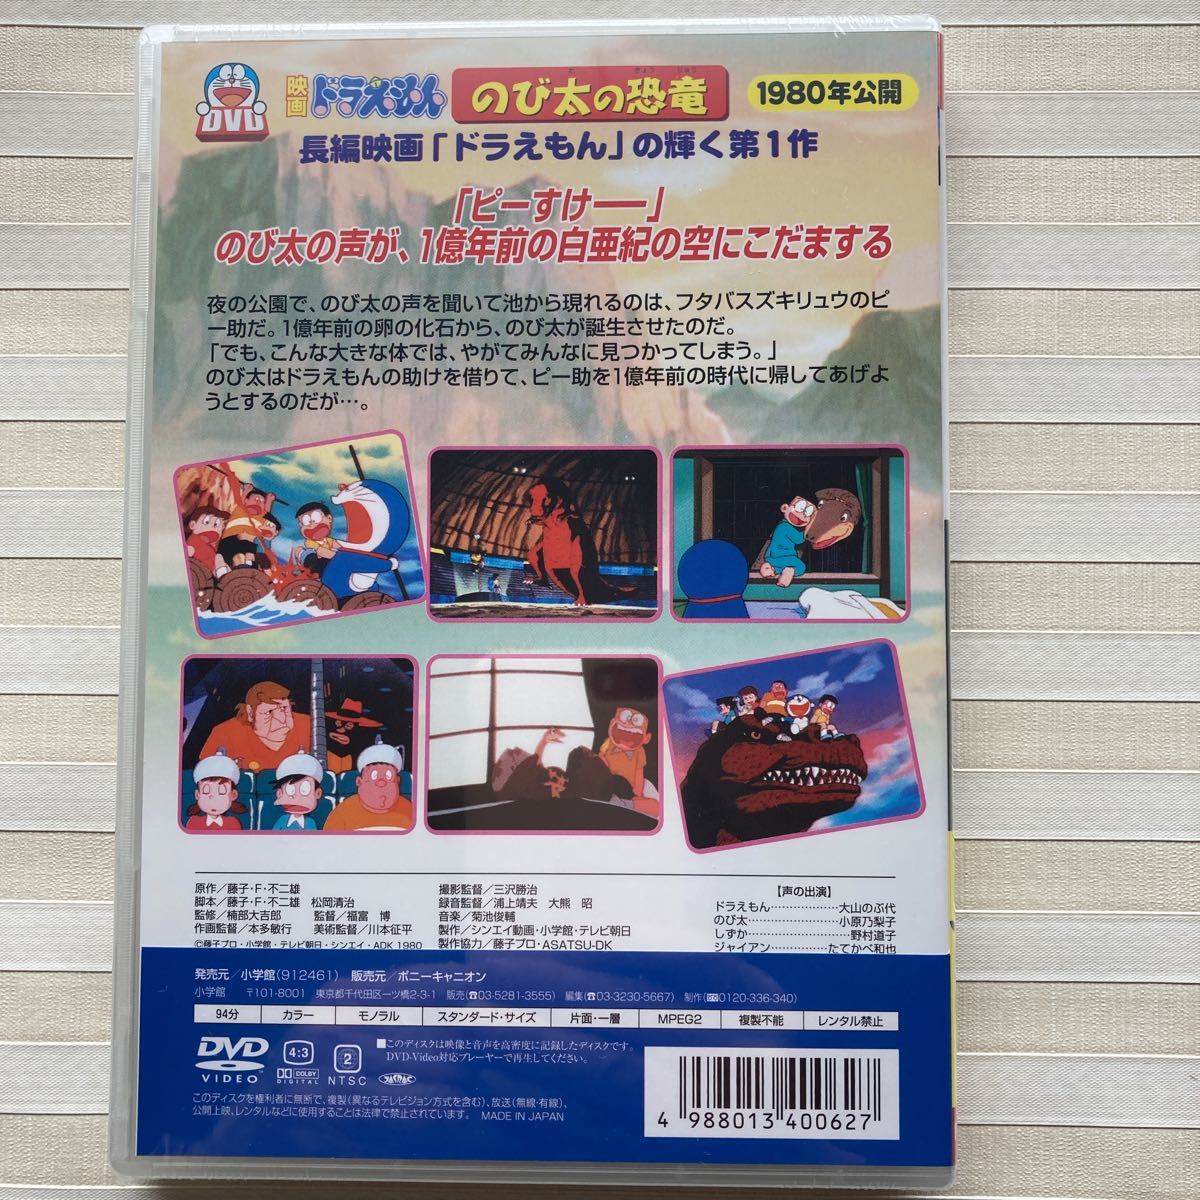 DVD
映画 ドラえもん
のび太の恐竜
た きょうりゅう
1980年公開
長編映画「ドラえもん」の輝く第1作
「ピーすけ――」
のび太の声が、1億年前の白亜紀の空にこだまする
夜の公園で、のび太の声を聞いて池から現れるのは、フタバスズキリュウのピ
ー助だ。1億年前の卵の化石から、のび太が誕生させたのだ。
「でも、こんな大きな体では、やがてみんなに見つかってしまう。」
のび太はドラえもんの助けを借りて、ピー助を1億年前の時代に帰してあげよ
うとするのだが…。
原作/藤子・F・不二雄
脚本/藤子・F・不二雄 松岡清治
監修/楠部大吉郎 監督/福冨 博
作画監督/本多敏行 美術監督/川本征平
©藤子プロ・小学館・テレビ朝日・シンエイ・ADK 1980
撮影監督/三沢勝治
録音監督/浦上靖夫 大熊 昭
音楽/菊池俊輔
製作/シンエイ動画・小学館・テレビ朝日
製作協力/藤子プロ・ASATSU-DK
【声の出演】
ドラえもん………………大山のぶ代
のび太……………………小原乃梨子
しずか……………………野村道子
ジャイアン………………たてかべ和也
発売元/小学館(912461) 販売元/ポニーキャニオン
小学館 〒101-8001 東京都千代田区一ツ橋2-3-1 販売(☎03-5281-3555) 編集(☎03-3230-5667) 制作(0120-336-340)
94分 カラー モノラル スタンダード・サイズ 片面・一層 MPEG2 複製不能 レンタル禁止
DVD VIDEO
4:3
DOLBY DIGITAL
2
NTSC
JASRAC
■このディスクは映像と音声を高密度に記録したディスクです。
DVD-Video対応プレーヤーで再生してください。
このディスクを権利者に無断で、複製(異なるテレビジョン方式を含む)、放送(無線・有線)、
公開上映、レンタルなどに使用することは法律で禁止されています。 MADE IN JAPAN
4 988013 400627